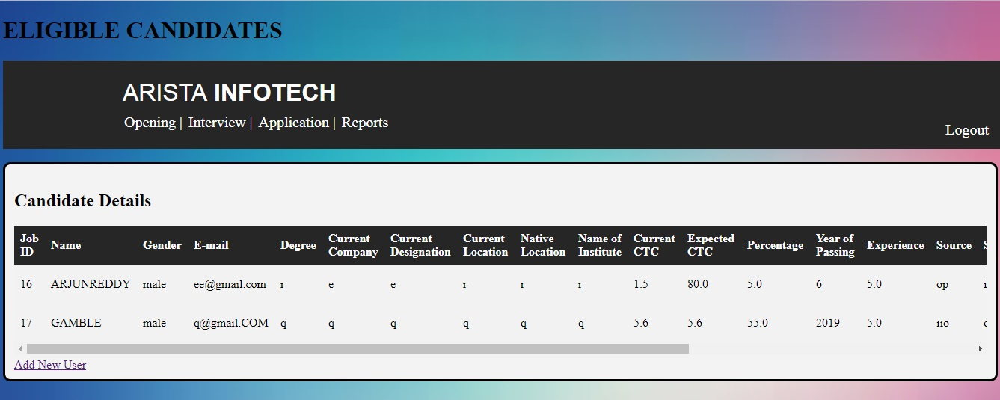 ELIGIBLE CANDIDATES
ARISTA INFOTECH
Opening | Interview | Application | Reports
Logout
Candidate Details
Job ID Name Gender E-mail Degree Current Company Current Designation Current Location Native Location Name of Institute Current CTC Expected CTC Percentage Year of Passing Experience Source
16 ARJUNREDDY male ee@gmail.com r e e r r r 1.5 80.0 5.0 6 5.0 op
17 GAMBLE male q@gmail.COM q q q q q q 5.6 5.6 55.0 2019 5.0 iio
Add New User